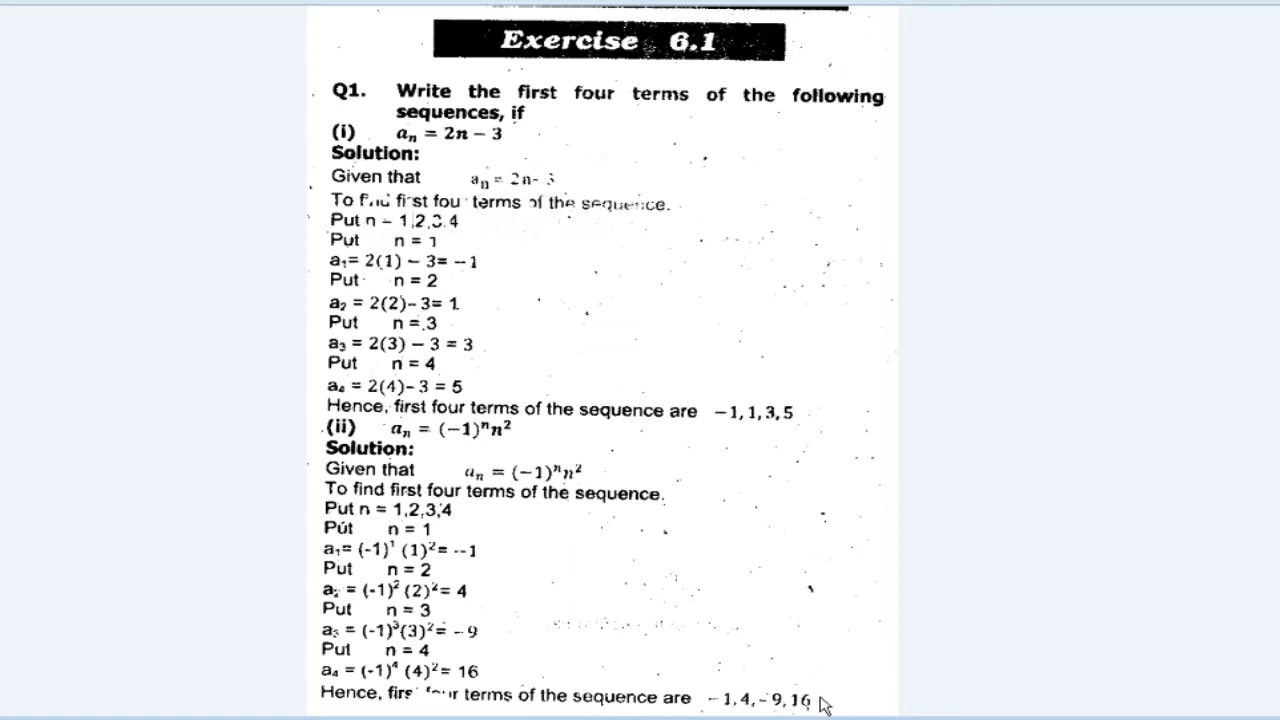 Exercise 6.1
Q1. Write the first four terms of the following
sequences, if
(i) aₙ = 2n − 3
Solution:
Given that aₙ = 2n- 3
To find first four terms of the sequence.
Put n = 1,2,3,4
Put n = 1
a₁= 2(1) − 3= −1
Put n = 2
a₂ = 2(2)− 3= 1
Put n = 3
a₃ = 2(3) − 3 = 3
Put n = 4
a₄ = 2(4)− 3 = 5
Hence, first four terms of the sequence are −1, 1, 3, 5
(ii) aₙ = (−1)ⁿn²
Solution:
Given that aₙ = (−1)ⁿn²
To find first four terms of the sequence.
Put n = 1,2,3,4
Put n = 1
a₁= (-1)¹ (1)²= −1
Put n = 2
a₂ = (-1)² (2)²= 4
Put n = 3
a₃ = (-1)³(3)²= −9
Put n = 4
a₄ = (-1)⁴ (4)²= 16
Hence, first four terms of the sequence are −1, 4, −9, 16